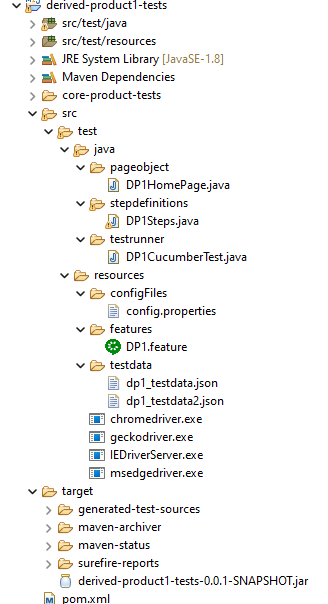 derived-product1-tests
src/test/java
src/test/resources
JRE System Library [JavaSE-1.8]
Maven Dependencies
core-product-tests
src
test
java
pageobject
DP1HomePage.java
stepdefinitions
DP1Steps.java
testrunner
DP1CucumberTest.java
resources
configFiles
config.properties
features
DP1.feature
testdata
dp1_testdata.json
dp1_testdata2.json
chromedriver.exe
geckodriver.exe
IEDriverServer.exe
msedgedriver.exe
target
generated-test-sources
maven-archiver
maven-status
surefire-reports
derived-product1-tests-0.0.1-SNAPSHOT.jar
pom.xml